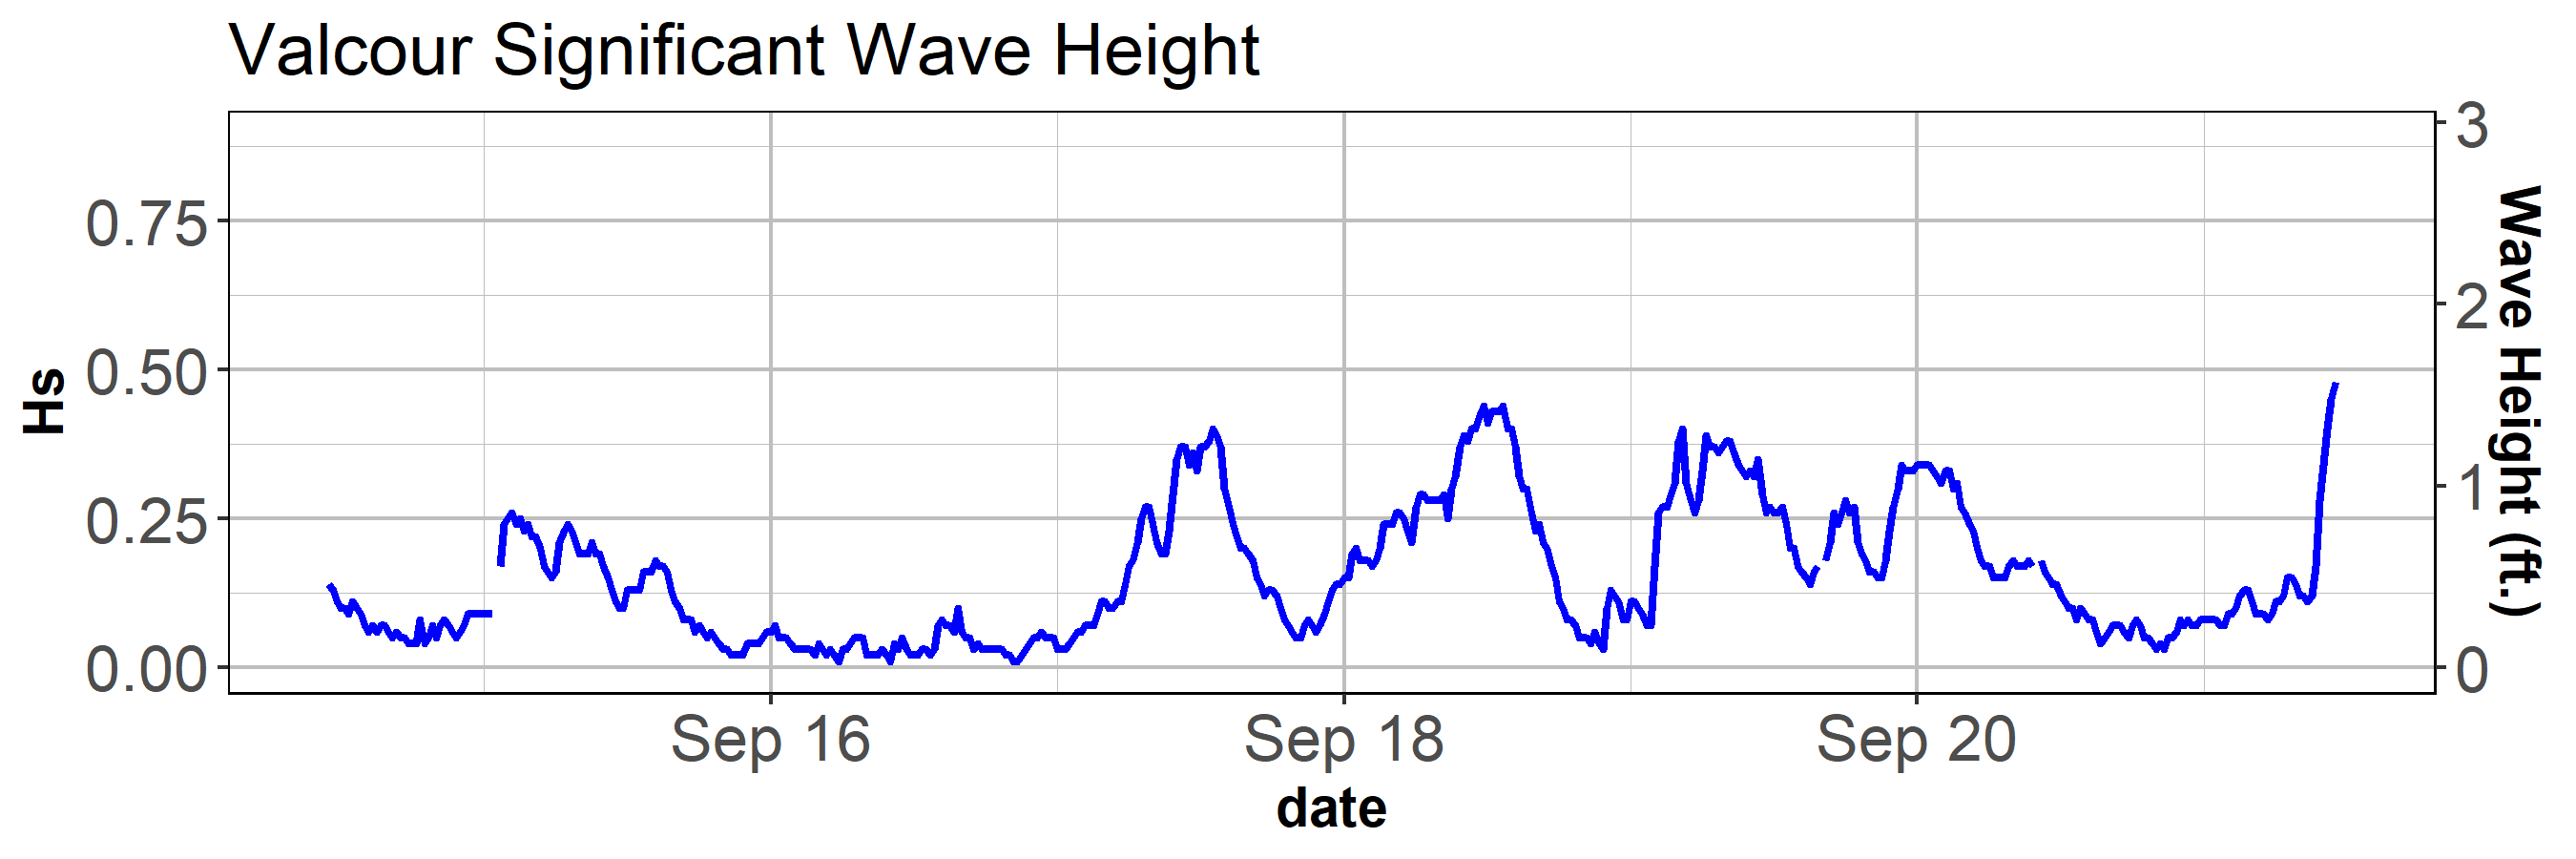 Valcour Significant Wave Height
Hs
0.75
0.50
0.25
0.00
3
2
1
0
Wave Height (ft.)
Sep 16
Sep 18
Sep 20
date